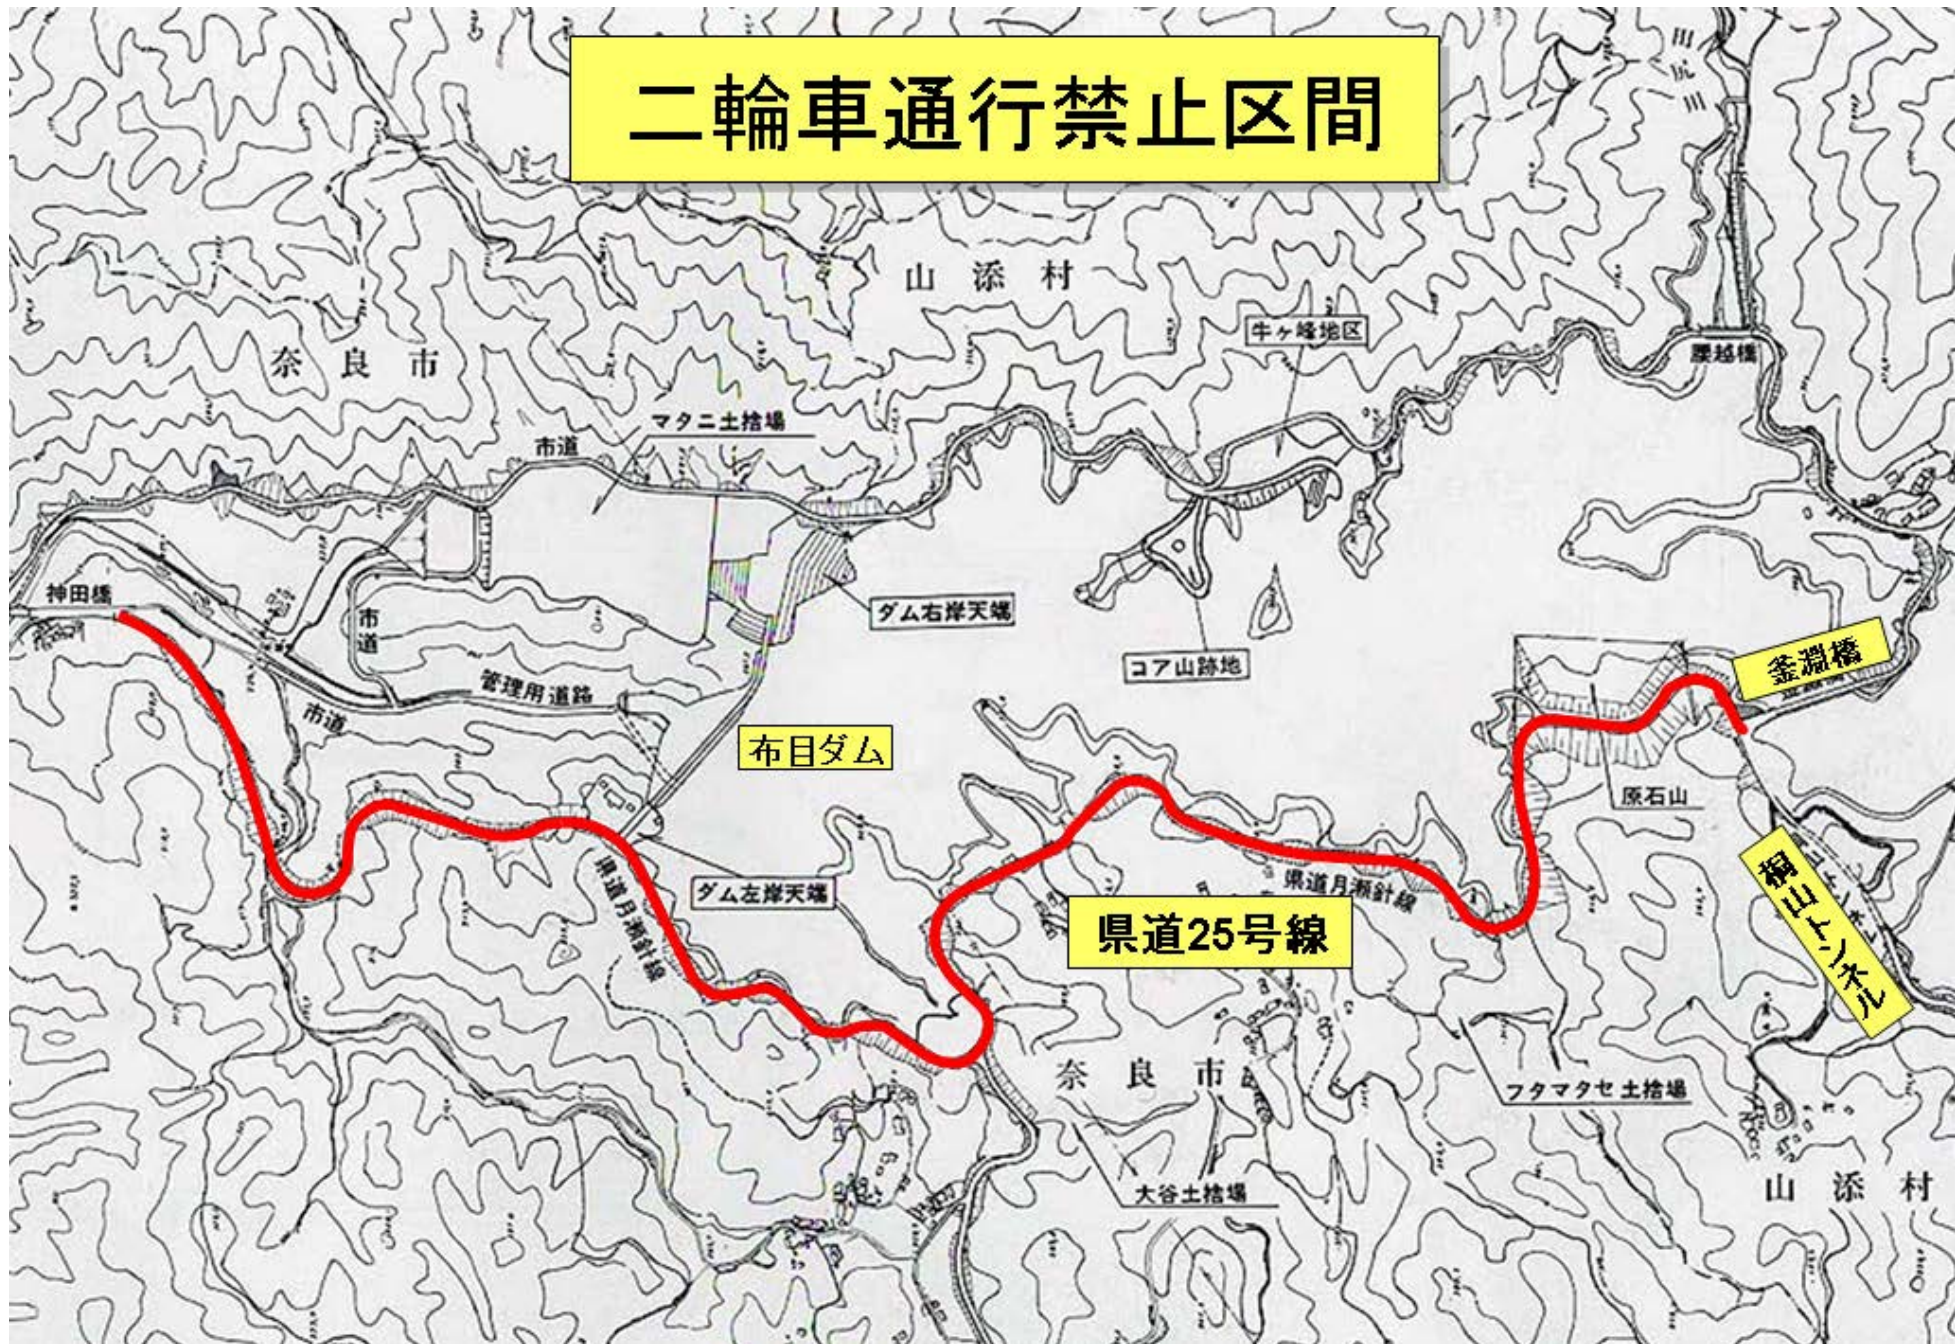 二輪車通行禁止区間
田
川
山添村
牛ヶ峰地区
腰越橋
奈良市
マタニ土捨場
市道
神田橋
市道
ダム右岸天端
コア山跡地
釜淵橋
管理用道路
市道
布目ダム
原石山
県道月瀬針線
ダム左岸天端
県道月瀬針線
県道25号線
桐山トンネル
奈良市
フタマタセ土捨場
大谷土捨場
山添村